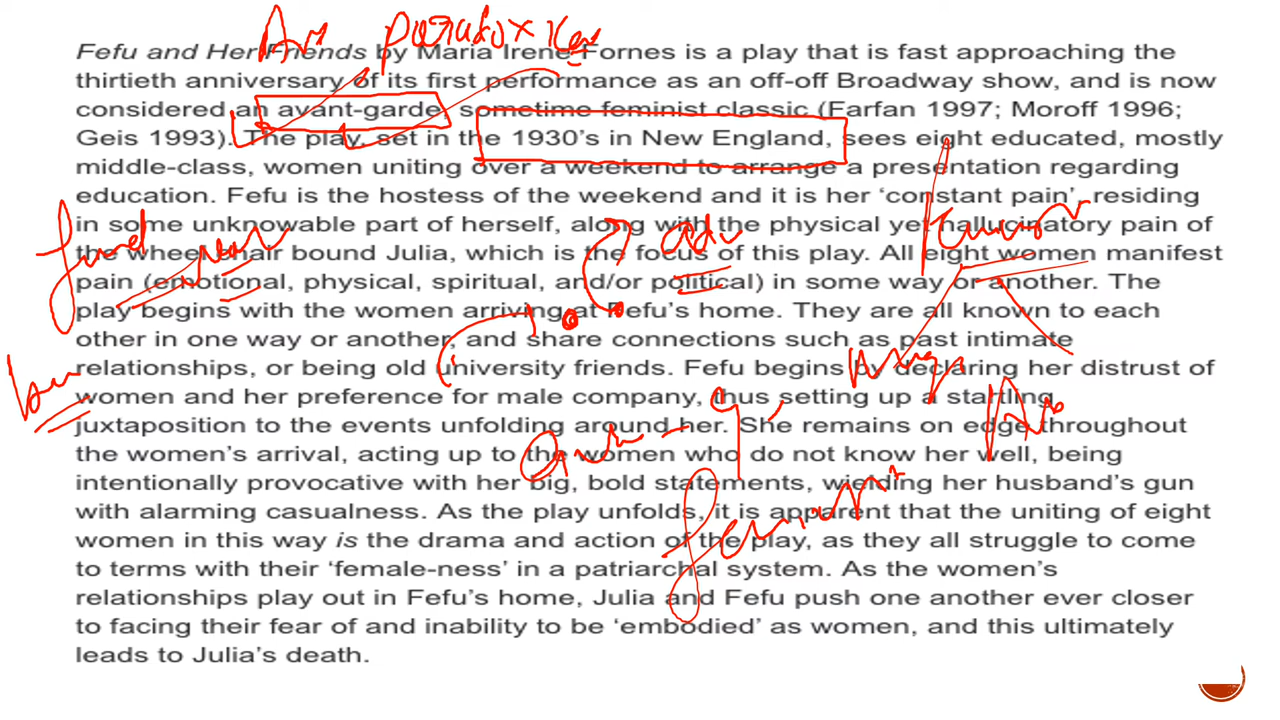 Fefu and Her Friends by Maria Irene Fornes is a play that is fast approaching the
thirtieth anniversary of its first performance as an off-off Broadway show, and is now
considered an avant-garde, sometime feminist classic (Farfan 1997; Moroff 1996;
Geis 1993). The play, set in the 1930's in New England, sees eight educated, mostly
middle-class, women uniting over a weekend to arrange a presentation regarding
education. Fefu is the hostess of the weekend and it is her 'constant pain', residing
in some unknowable part of herself, along with the physical yet hallucinatory pain of
the wheelchair bound Julia, which is the focus of this play. All eight women manifest
pain (emotional, physical, spiritual, and/or political) in some way or another. The
play begins with the women arriving at Fefu's home. They are all known to each
other in one way or another, and share connections such as past intimate
relationships, or being old university friends. Fefu begins by declaring her distrust of
women and her preference for male company, thus setting up a startling
juxtaposition to the events unfolding around her. She remains on edge throughout
the women's arrival, acting up to the women who do not know her well, being
intentionally provocative with her big, bold statements, wielding her husband's gun
with alarming casualness. As the play unfolds, it is apparent that the uniting of eight
women in this way is the drama and action of the play, as they all struggle to come
to terms with their 'female-ness' in a patriarchal system. As the women's
relationships play out in Fefu's home, Julia and Fefu push one another ever closer
to facing their fear of and inability to be 'embodied' as women, and this ultimately
leads to Julia's death.
paradox